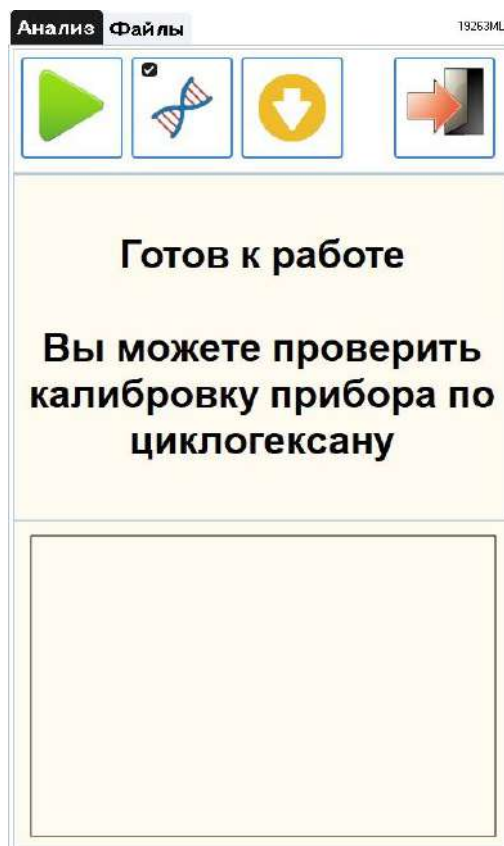 Анализ Файлы 19263ML
Готов к работе
Вы можете проверить
калибровку прибора по
циклогексану